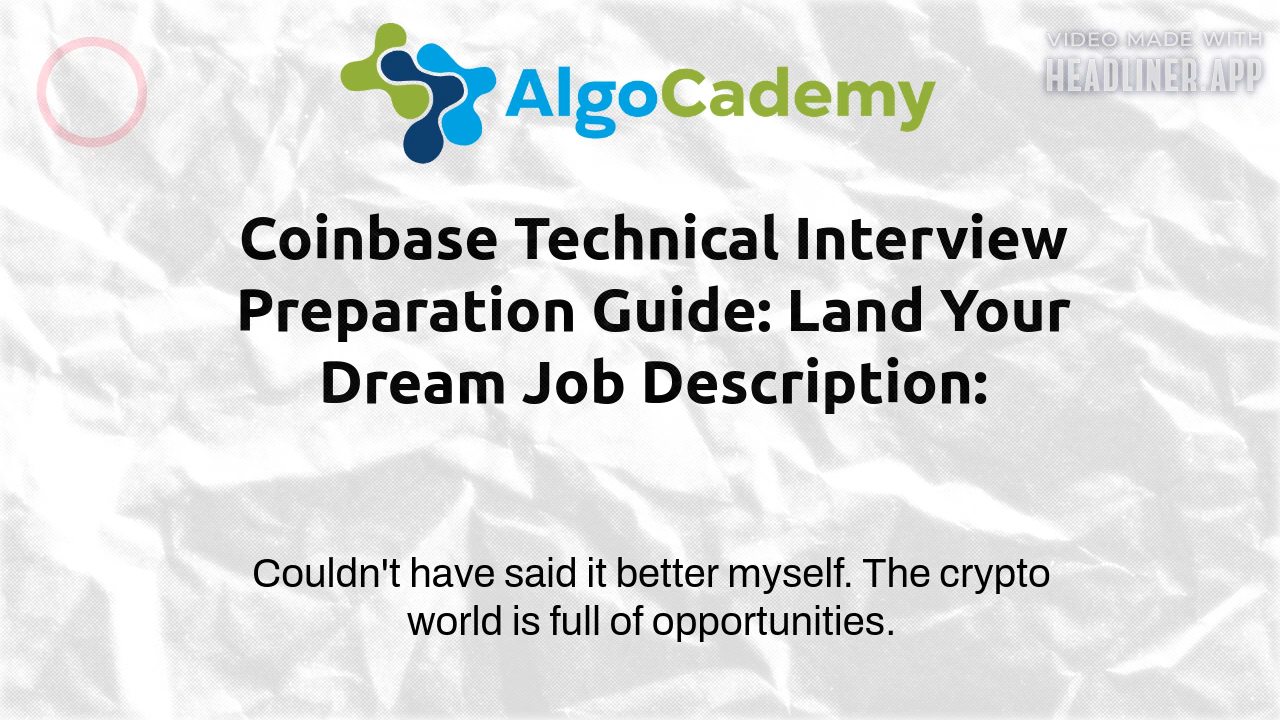 VIDEO MADE WITH
HEADLINER.APP
AlgoCademy
Coinbase Technical Interview
Preparation Guide: Land Your
Dream Job Description:
Couldn't have said it better myself. The crypto
world is full of opportunities.